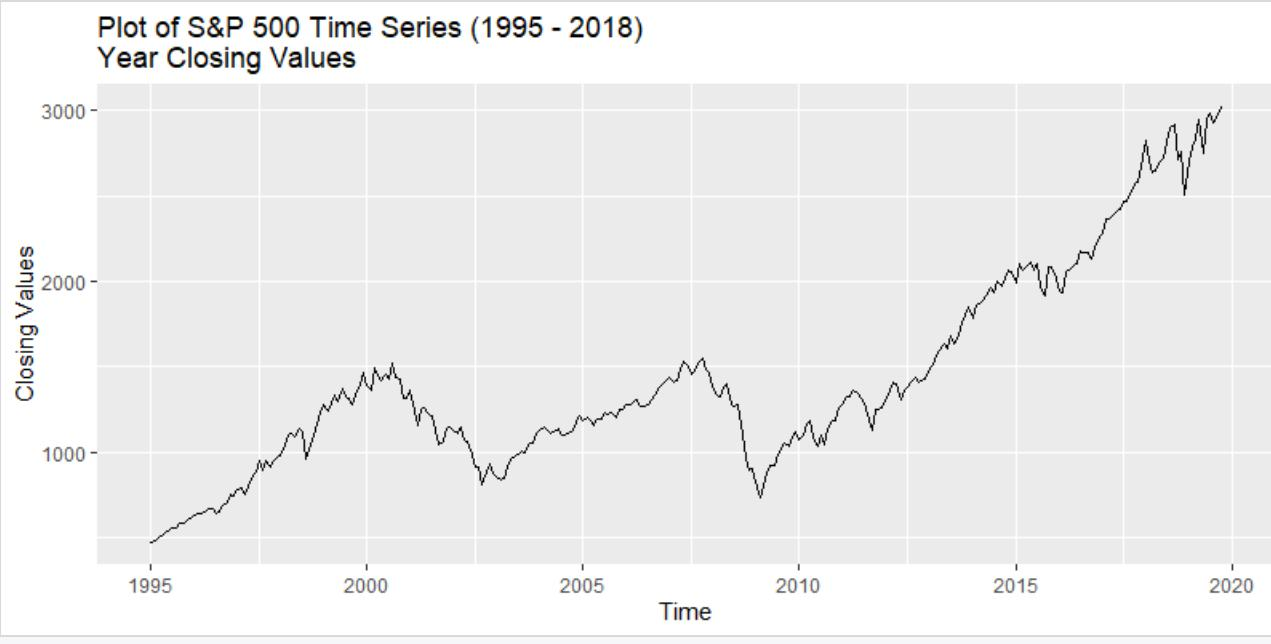 Plot of S&P 500 Time Series (1995 - 2018)
Year Closing Values
3000
2000
1000
Closing Values
1995 2000 2005 2010 2015 2020
Time